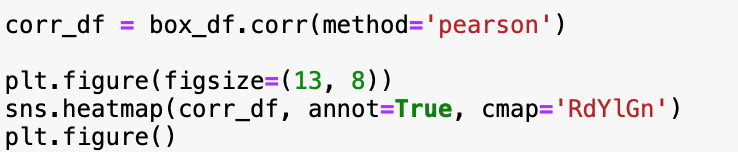 corr_df = box_df.corr(method='pearson')
plt.figure(figsize=(13, 8))
sns.heatmap(corr_df, annot=True, cmap='RdYlGn')
plt.figure()